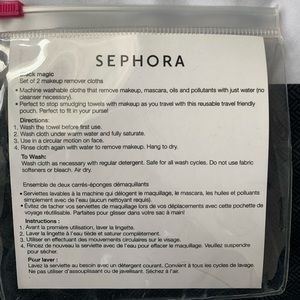 SEPHORA
magic
Set of 2 makeup remover cloths
• Machine washable cloths that remove makeup, mascara, oils and pollutants with just water (no
cleanser necessary).
• Perfect to stop smudging towels with makeup as you travel with this reusable travel friendly
pouch. Perfect to fit in your purse!
Directions:
1. Wash the towel before first use.
2. Wash cloth under warm water and fully saturate.
3. Use in a circular motion on face.
4. Rinse cloth again with water to remove makeup. Hang to dry.
To Wash:
Wash cloth as necessary with regular detergent. Safe for all wash cycles. Do not use fabric
softeners or bleach. Air dry.
Ensemble de deux carrés-éponges démaquillants
• Serviettes lavables à la machine qui délogent le maquillage, le mascara, les huiles et polluants
simplement avec de l'eau (aucun nettoyant requis).
• Évitez de tacher vos serviettes de maquillage lors de vos déplacements avec cette pochette de
voyage réutilisable. Parfaites pour glisser dans votre sac à main!
Instructions :
1. Avant la première utilisation, laver la lingette.
2. Laver la lingette à l'eau tiède et saturer complètement.
3. Utiliser en effectuant des mouvements circulaires sur le visage.
4. Rincez de nouveau la serviette avec de l'eau pour effacer le maquillage. Veuillez suspendre
pour sécher.
Pour laver :
Lavez la serviette au besoin avec un détergent courant. Convient à tous les cycles de lavage.
Ne pas utiliser d'assouplissant ou de javellisant. Séchez à l'air.